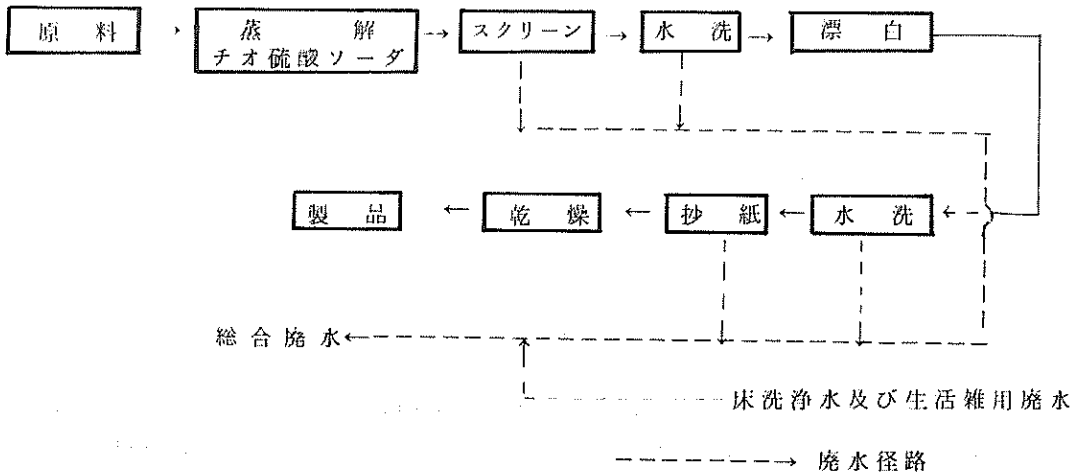 原料
蒸解
チオ硫酸ソーダ
スクリーン
水洗
漂白
製品
乾燥
抄紙
水洗
総合廃水
床洗浄水及び生活雑用廃水
廃水径路